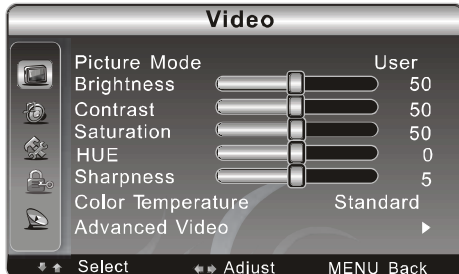 Video
Picture Mode User
Brightness 50
Contrast 50
Saturation 50
HUE 0
Sharpness 5
Color Temperature Standard
Advanced Video
Select Adjust MENU Back